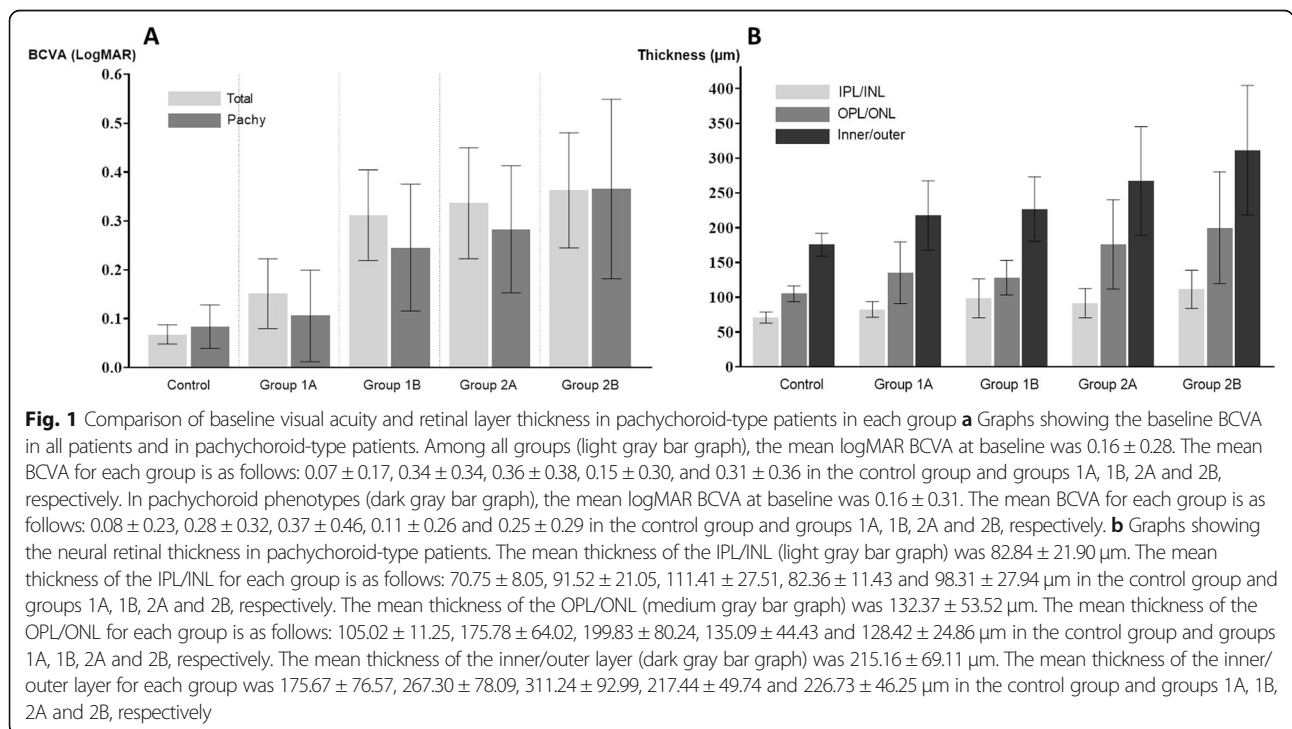 A
BCVA (LogMAR)
0.6
0.5
0.4
0.3
0.2
0.1
0.0
Total
Pachy
Control
Group 1A
Group 1B
Group 2A
Group 2B
B
Thickness (µm)
400
350
300
250
200
150
100
50
0
IPL/INL
OPL/ONL
Inner/outer
Control
Group 1A
Group 1B
Group 2A
Group 2B
Fig. 1 Comparison of baseline visual acuity and retinal layer thickness in pachychoroid-type patients in each group a Graphs showing the baseline BCVA
in all patients and in pachychoroid-type patients. Among all groups (light gray bar graph), the mean logMAR BCVA at baseline was 0.16 ± 0.28. The mean
BCVA for each group is as follows: 0.07 ± 0.17, 0.34 ± 0.34, 0.36 ± 0.38, 0.15 ± 0.30, and 0.31 ± 0.36 in the control group and groups 1A, 1B, 2A and 2B,
respectively. In pachychoroid phenotypes (dark gray bar graph), the mean logMAR BCVA at baseline was 0.16 ± 0.31. The mean BCVA for each group is as
follows: 0.08 ± 0.23, 0.28 ± 0.32, 0.37 ± 0.46, 0.11 ± 0.26 and 0.25 ± 0.29 in the control group and groups 1A, 1B, 2A and 2B, respectively. b Graphs showing
the neural retinal thickness in pachychoroid-type patients. The mean thickness of the IPL/INL (light gray bar graph) was 82.84 ± 21.90 µm. The mean
thickness of the IPL/INL for each group is as follows: 70.75 ± 8.05, 91.52 ± 21.05, 111.41 ± 27.51, 82.36 ± 11.43 and 98.31 ± 27.94 µm in the control group and
groups 1A, 1B, 2A and 2B, respectively. The mean thickness of the OPL/ONL (medium gray bar graph) was 132.37 ± 53.52 µm. The mean thickness of the
OPL/ONL for each group is as follows: 105.02 ± 11.25, 175.78 ± 64.02, 199.83 ± 80.24, 135.09 ± 44.43 and 128.42 ± 24.86 µm in the control group and groups
1A, 1B, 2A and 2B, respectively. The mean thickness of the inner/outer layer (dark gray bar graph) was 215.16 ± 69.11 µm. The mean thickness of the inner/
outer layer for each group was 175.67 ± 76.57, 267.30 ± 78.09, 311.24 ± 92.99, 217.44 ± 49.74 and 226.73 ± 46.25 µm in the control group and groups 1A, 1B,
2A and 2B, respectively